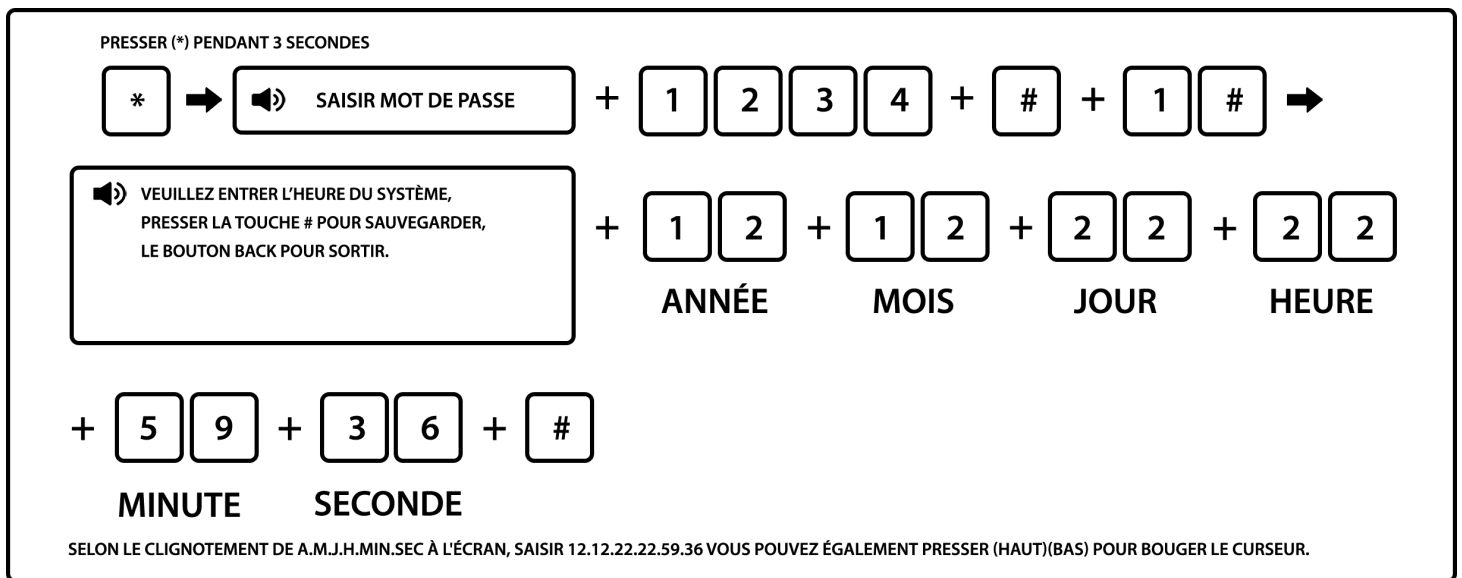 PRESSER (*) PENDANT 3 SECONDES
* SAISIR MOT DE PASSE + 1 2 3 4 + # + 1 #
VEUILLEZ ENTRER L'HEURE DU SYSTÈME,
PRESSER LA TOUCHE # POUR SAUVEGARDER,
LE BOUTON BACK POUR SORTIR.
+ 1 2 + 1 2 + 2 2 + 2 2
ANNÉE MOIS JOUR HEURE
+ 5 9 + 3 6 + #
MINUTE SECONDE
SELON LE CLIGNOTEMENT DE A.M.J.H.MIN.SEC À L'ÉCRAN, SAISIR 12.12.22.22.59.36 VOUS POUVEZ ÉGALEMENT PRESSER (HAUT)(BAS) POUR BOUGER LE CURSEUR.